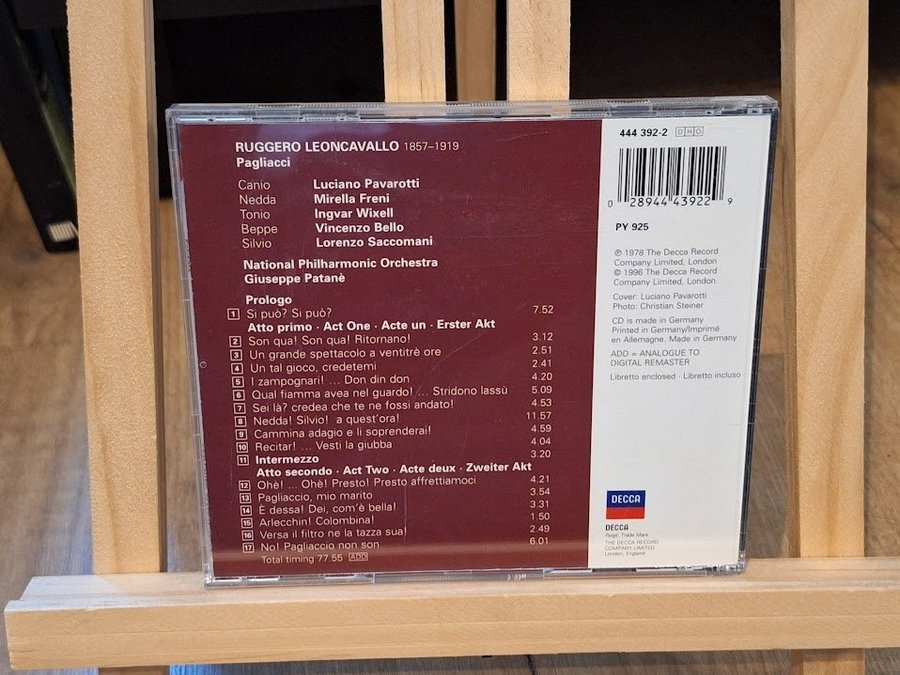 RUGGERO LEONCAVALLO 1857–1919
Pagliacci
Canio Luciano Pavarotti
Nedda Mirella Freni
Tonio Ingvar Wixell
Beppe Vincenzo Bello
Silvio Lorenzo Saccomani
National Philharmonic Orchestra
Giuseppe Patanè
Prologo
1 Si può? Si può? 7.52
Atto primo · Act One · Acte un · Erster Akt
2 Son qua! Son qua! Ritornano! 3.12
3 Un grande spettacolo a ventitrè ore 2.51
4 Un tal gioco, credetemi 2.41
5 I zampognari! ... Don din don 4.20
6 Qual fiamma avea nel guardo! ... Stridono lassù 5.09
7 Sei là? credea che te ne fossi andato! 4.53
8 Nedda! Silvio! a quest'ora! 11.57
9 Cammina adagio e li soprenderai! 4.59
10 Recitar! ... Vesti la giubba 4.04
11 Intermezzo 3.20
Atto secondo · Act Two · Acte deux · Zweiter Akt
12 Ohè! ... Ohè! Presto! Presto affrettiamoci 4.21
13 Pagliaccio, mio marito 3.54
14 È dessa! Dei, com'è bella! 3.31
15 Arlecchin! Colombina! 1.50
16 Versa il filtro ne la tazza sua! 2.49
17 No! Pagliaccio non son 6.01
Total timing 77.55 ADD
444 392-2 DHO
0 28944 43922 9
PY 925
℗ 1978 The Decca Record
Company Limited, London
© 1996 The Decca Record
Company Limited, London
Cover: Luciano Pavarotti
Photo: Christian Steiner
CD is made in Germany
Printed in Germany/Imprimé
en Allemagne. Made in Germany
ADD = ANALOGUE TO
DIGITAL REMASTER
Libretto enclosed · Libretto incluso
DECCA
DECCA
Regd. Trade Mark
THE DECCA RECORD
COMPANY LIMITED
London, England